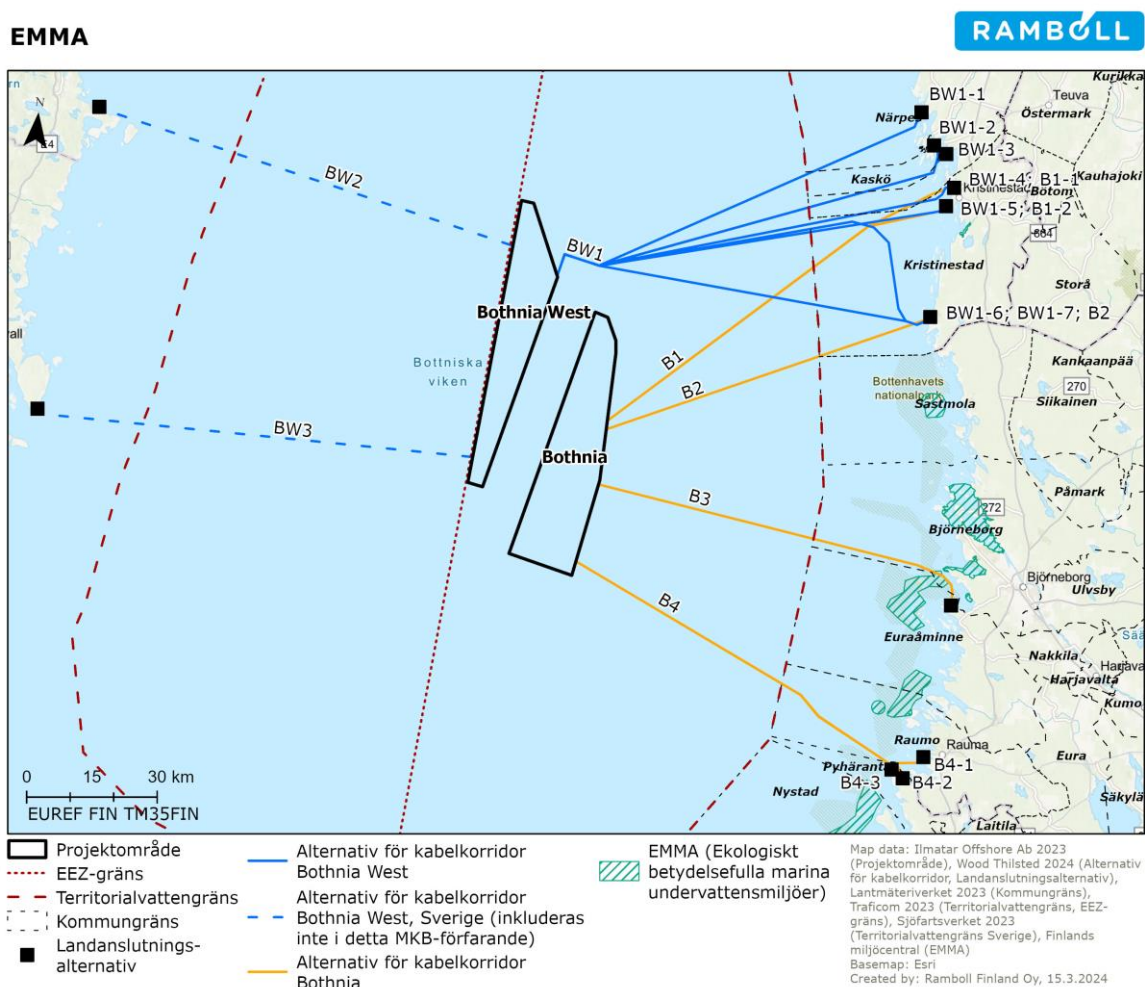 EMMA
RAMBOLL
rn
N
E4
BW2
Bottniska
viken
vall
BW3
BW1
Bothnia West
Bothnia
B1
B2
B3
B4
BW1-1
Närpes
BW1-2
BW1-3
Kaskö
BW1-4; B1-1
Kristinestad
BW1-5; B1-2
Kurikka
Teuva
Östermark
Kauhajoki
Bötom
664
Kristinestad
Storå
BW1-6; BW1-7; B2
Kankaanpää
270
Bottenhavets
nationalpark
Sastmola
Siikainen
Påmark
272
Björneborg
Björneborg
Ulvsby
Euraåminne
Nakkila
Harjavalta
Harjavalta
Kumo
Raumo
Rauma
Eura
B4-1
B4-3
B4-2
Nystad
Säkylä
Laitila
0 15 30 km
EUREF FIN TM35FIN
Projektområde
EEZ-gräns
Territorialvattengräns
Kommungräns
Landanslutnings-
alternativ
Alternativ för kabelkorridor
Bothnia West
Alternativ för kabelkorridor
Bothnia West, Sverige (inkluderas
inte i detta MKB-förfarande)
Alternativ för kabelkorridor
Bothnia
EMMA (Ekologiskt
betydelsefulla marina
undervattensmiljöer)
Map data: Ilmatar Offshore Ab 2023
(Projektområde), Wood Thilsted 2024 (Alternativ
för kabelkorridor, Landanslutningsalternativ),
Lantmäteriverket 2023 (Kommungräns),
Traficom 2023 (Territorialvattengräns, EEZ-
gräns), Sjöfartsverket 2023
(Territorialvattengräns Sverige), Finlands
miljöcentral (EMMA)
Basemap: Esri
Created by: Ramboll Finland Oy, 15.3.2024